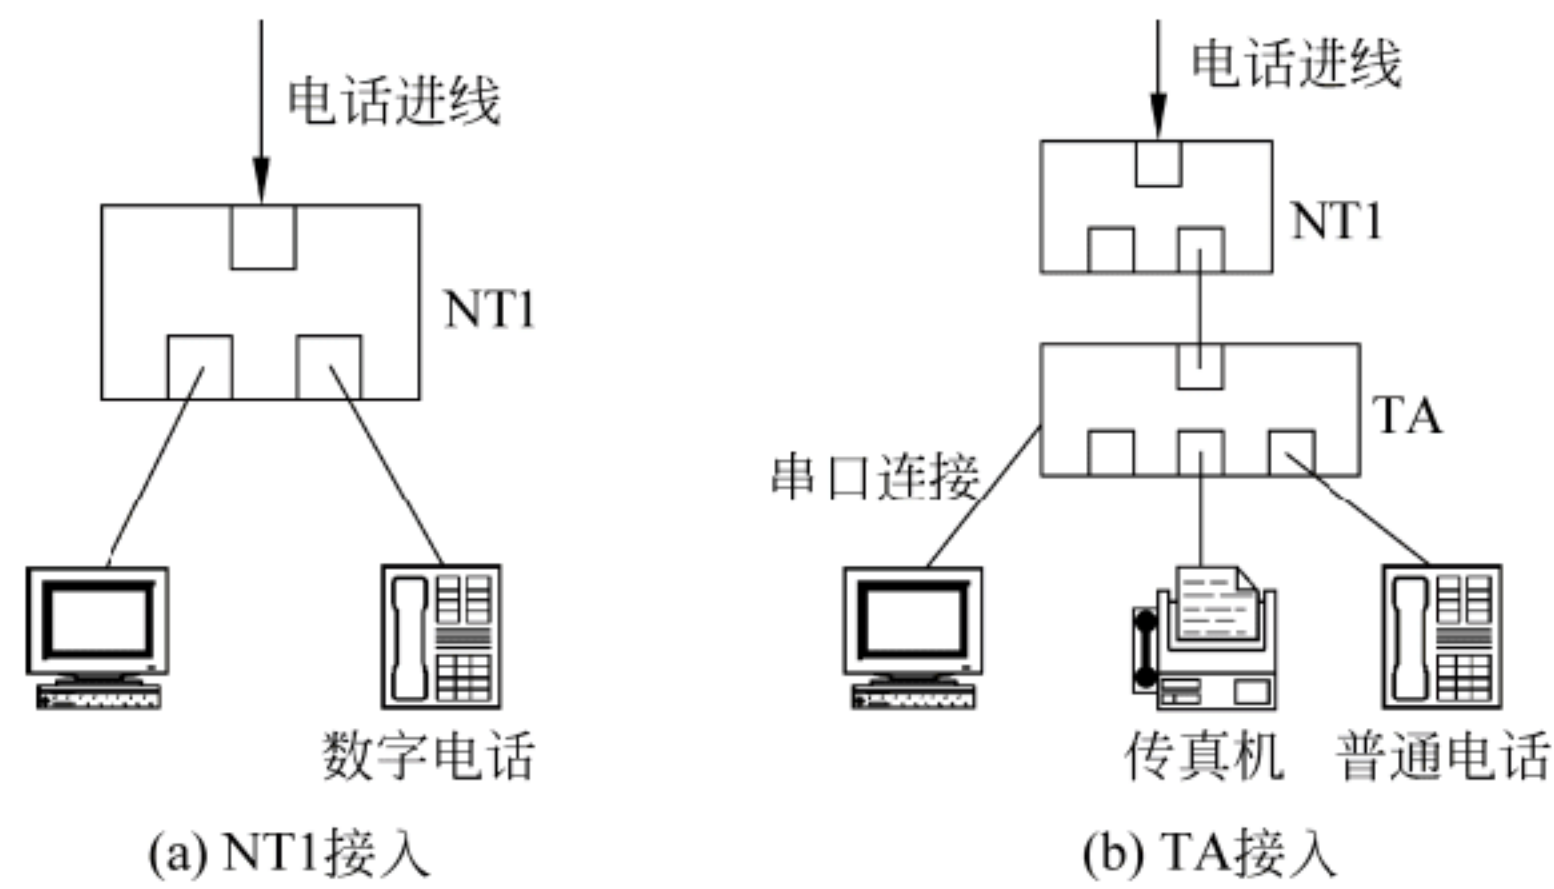 电话进线
NT1
数字电话
(a) NT1接入
电话进线
NT1
TA
串口连接
传真机
普通电话
(b) TA接入